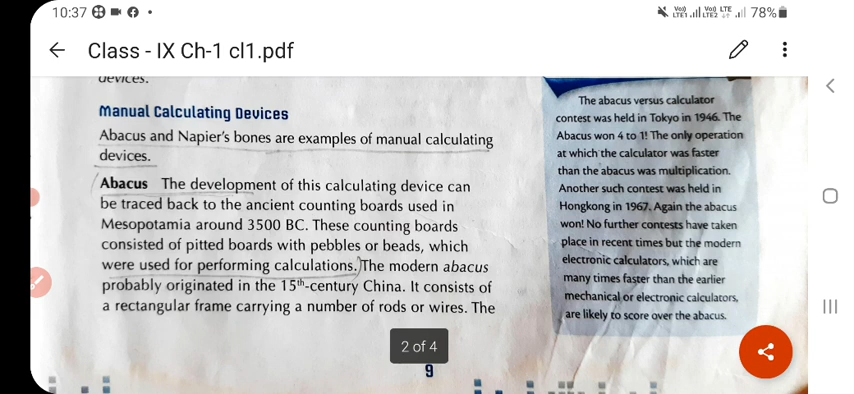 10:37
Vo)) LTE1 Vo)) LTE2 LTE 78%
Class - IX Ch-1 cl1.pdf
devices.
Manual Calculating Devices
Abacus and Napier's bones are examples of manual calculating
devices.
Abacus The development of this calculating device can
be traced back to the ancient counting boards used in
Mesopotamia around 3500 BC. These counting boards
consisted of pitted boards with pebbles or beads, which
were used for performing calculations. The modern abacus
probably originated in the 15th-century China. It consists of
a rectangular frame carrying a number of rods or wires. The
The abacus versus calculator
contest was held in Tokyo in 1946. The
Abacus won 4 to 1! The only operation
at which the calculator was faster
than the abacus was multiplication.
Another such contest was held in
Hongkong in 1967. Again the abacus
won! No further contests have taken
place in recent times but the modern
electronic calculators, which are
many times faster than the earlier
mechanical or electronic calculators,
are likely to score over the abacus.
2 of 4
9